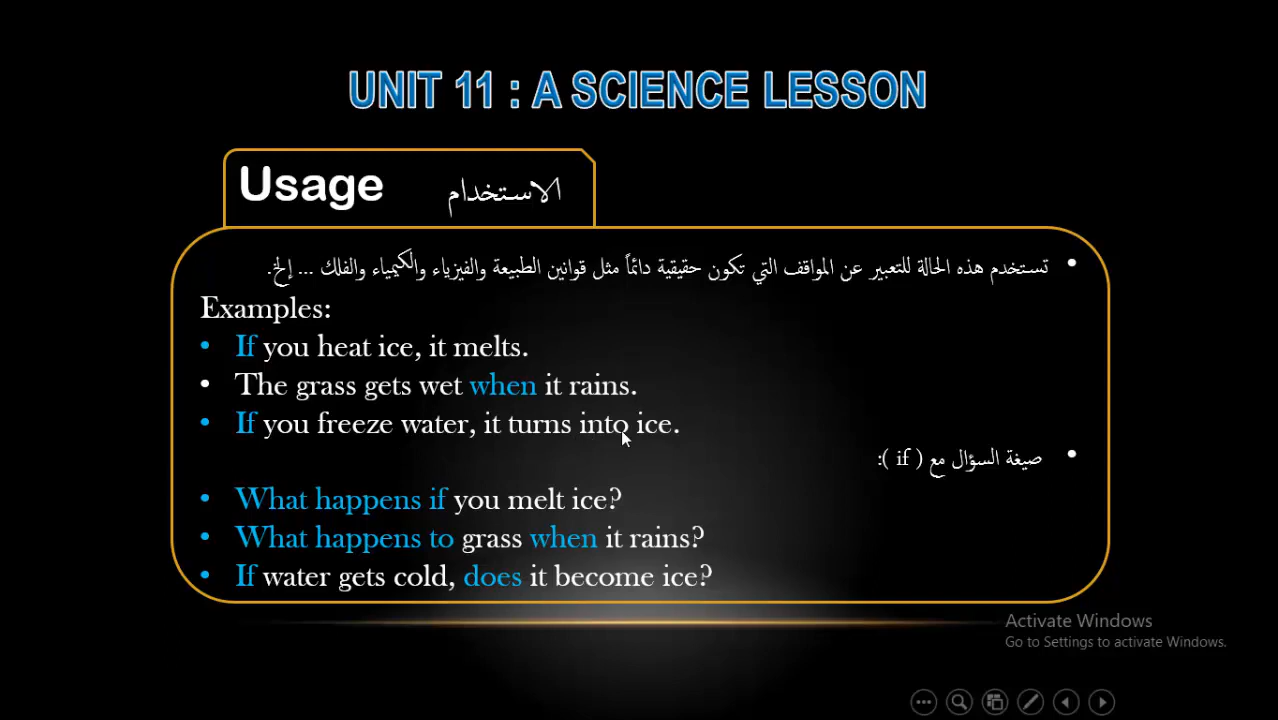 UNIT 11 : A SCIENCE LESSON
Usage الاستخدام
• تستخدم هذه الحالة للتعبير عن المواقف التي تكون حقيقية دائماً مثل قوانين الطبيعة والفيزياء والكيمياء والفلك ... إلخ.
Examples:
• If you heat ice, it melts.
• The grass gets wet when it rains.
• If you freeze water, it turns into ice.
• صيغة السؤال مع ( if ):
• What happens if you melt ice?
• What happens to grass when it rains?
• If water gets cold, does it become ice?
Activate Windows
Go to Settings to activate Windows.